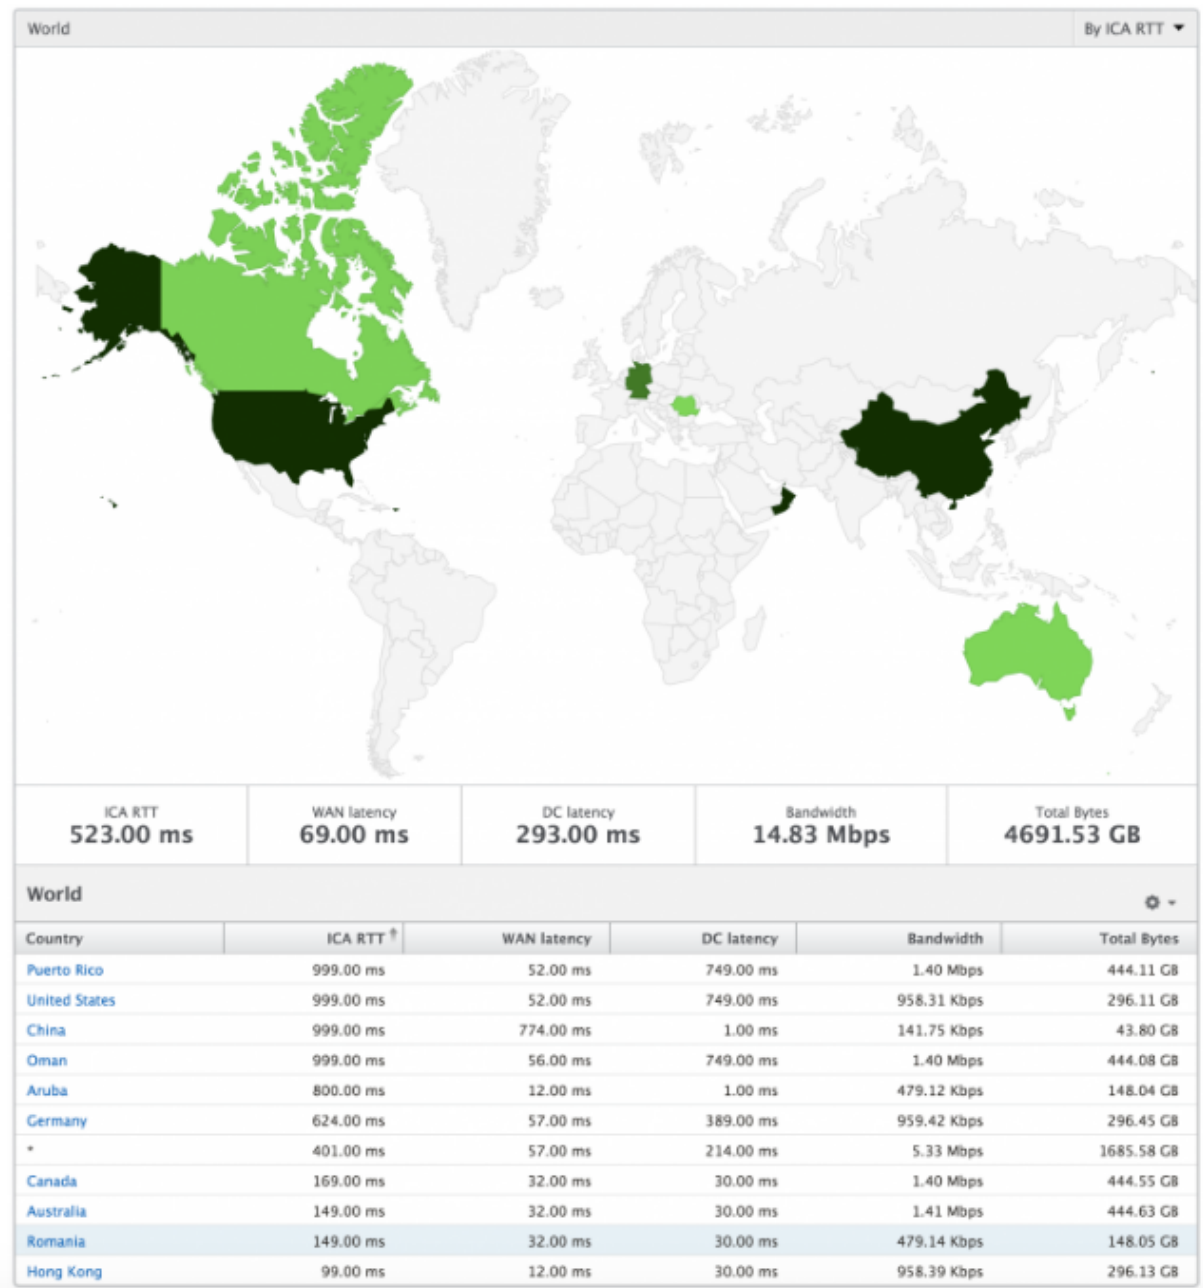 World By ICA RTT
ICA RTT WAN latency DC latency Bandwidth Total Bytes
523.00 ms 69.00 ms 293.00 ms 14.83 Mbps 4691.53 GB
World
Country ICA RTT WAN latency DC latency Bandwidth Total Bytes
Puerto Rico 999.00 ms 52.00 ms 749.00 ms 1.40 Mbps 444.11 GB
United States 999.00 ms 52.00 ms 749.00 ms 958.31 Kbps 296.11 GB
China 999.00 ms 774.00 ms 1.00 ms 141.75 Kbps 43.80 GB
Oman 999.00 ms 56.00 ms 749.00 ms 1.40 Mbps 444.08 GB
Aruba 800.00 ms 12.00 ms 1.00 ms 479.12 Kbps 148.04 GB
Germany 624.00 ms 57.00 ms 389.00 ms 959.42 Kbps 296.45 GB
* 401.00 ms 57.00 ms 214.00 ms 5.33 Mbps 1685.58 GB
Canada 169.00 ms 32.00 ms 30.00 ms 1.40 Mbps 444.55 GB
Australia 149.00 ms 32.00 ms 30.00 ms 1.41 Mbps 444.63 GB
Romania 149.00 ms 32.00 ms 30.00 ms 479.14 Kbps 148.05 GB
Hong Kong 99.00 ms 12.00 ms 30.00 ms 958.39 Kbps 296.13 GB